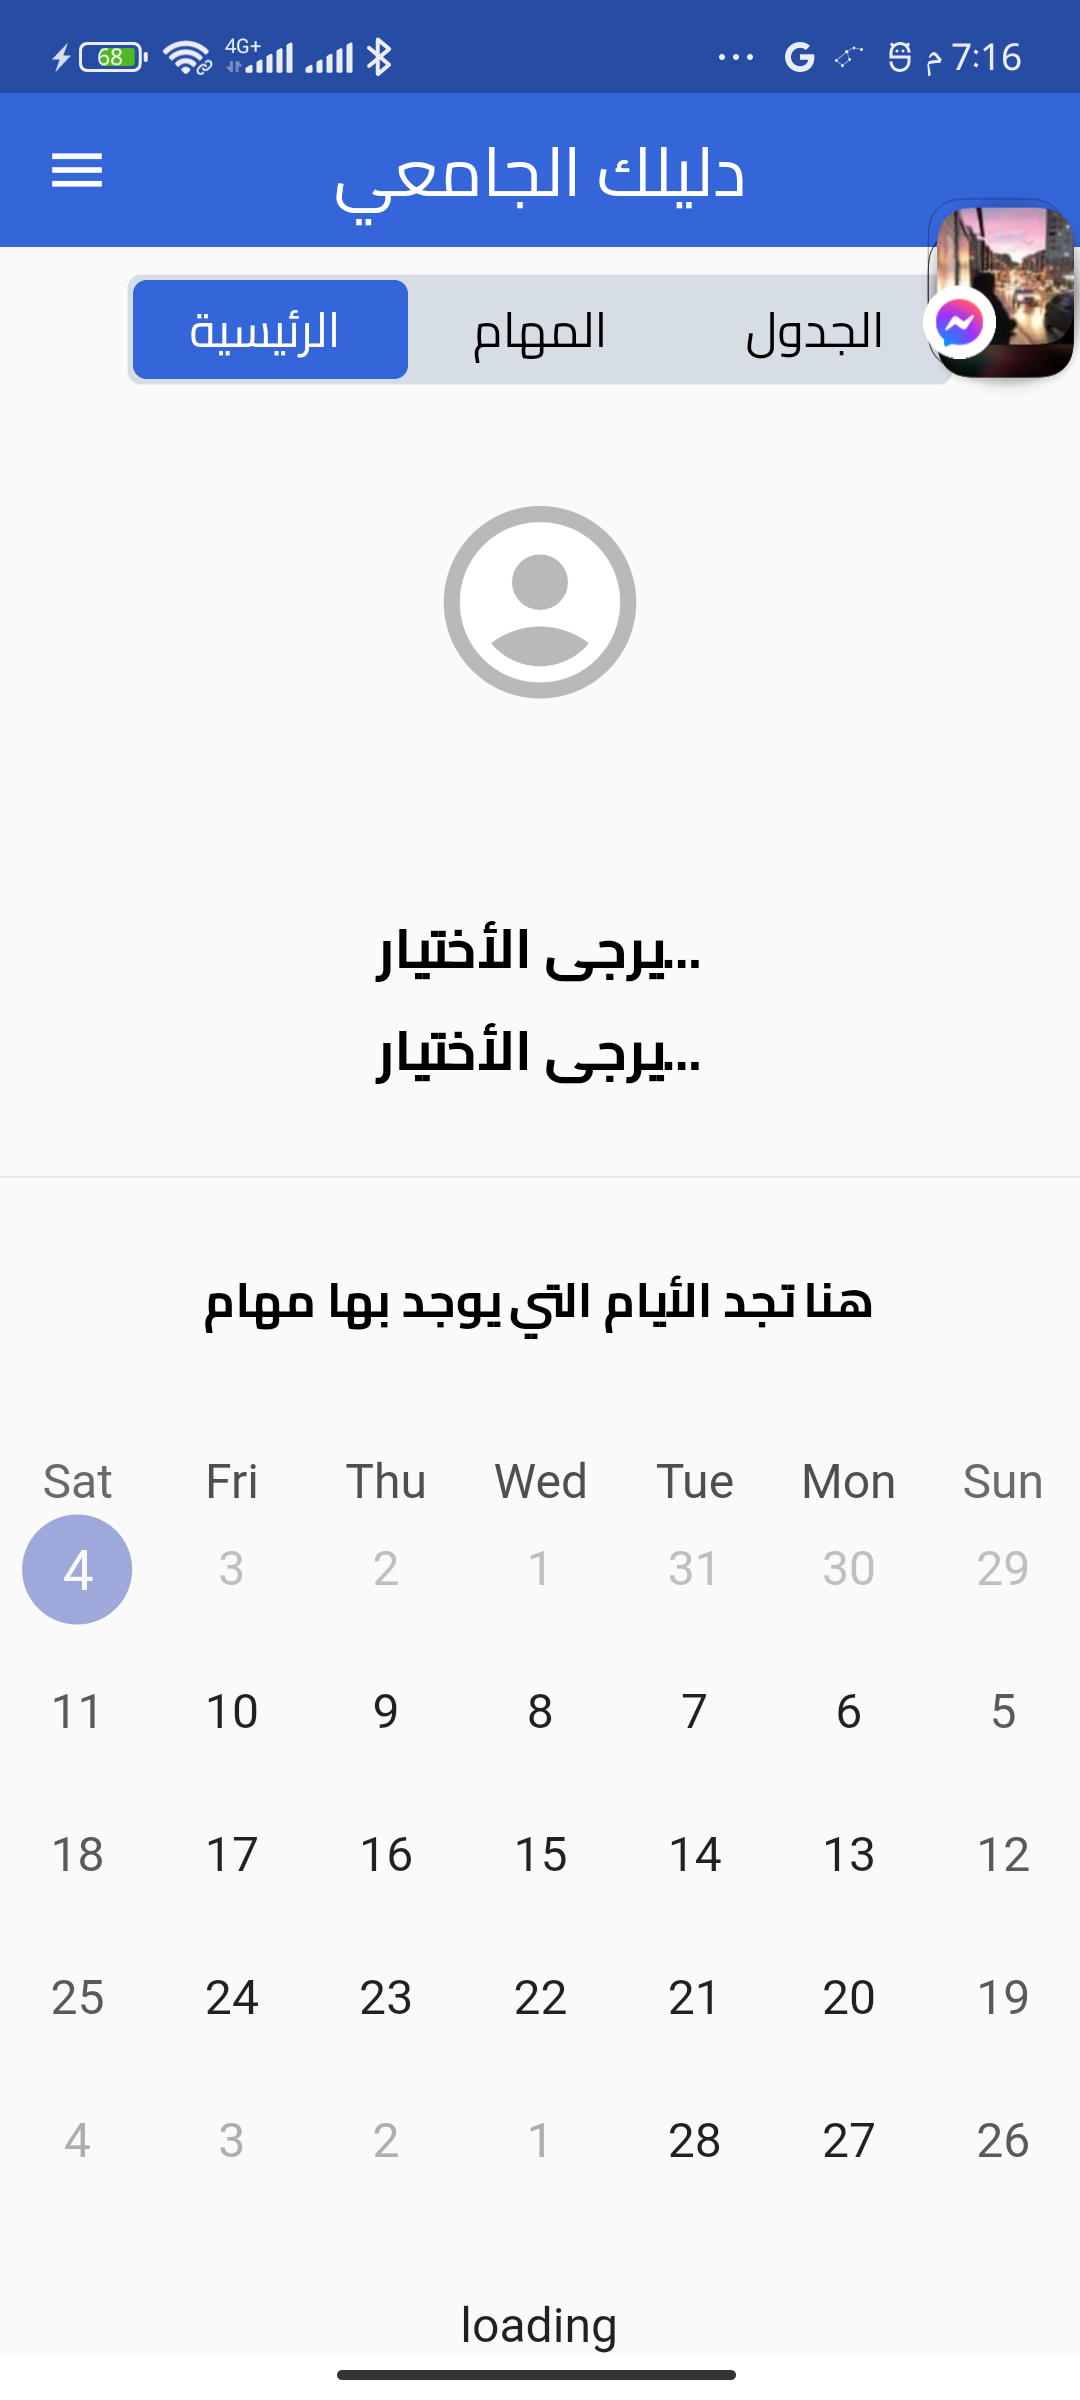 7:16 م
4G+
68
دليلك الجامعي
الجدول المهام الرئيسية
يرجى الأختيار...
يرجى الأختيار...
هنا تجد الأيام التي يوجد بها مهام
Sun Mon Tue Wed Thu Fri Sat
29 30 31 1 2 3 4
5 6 7 8 9 10 11
12 13 14 15 16 17 18
19 20 21 22 23 24 25
26 27 28 1 2 3 4
loading